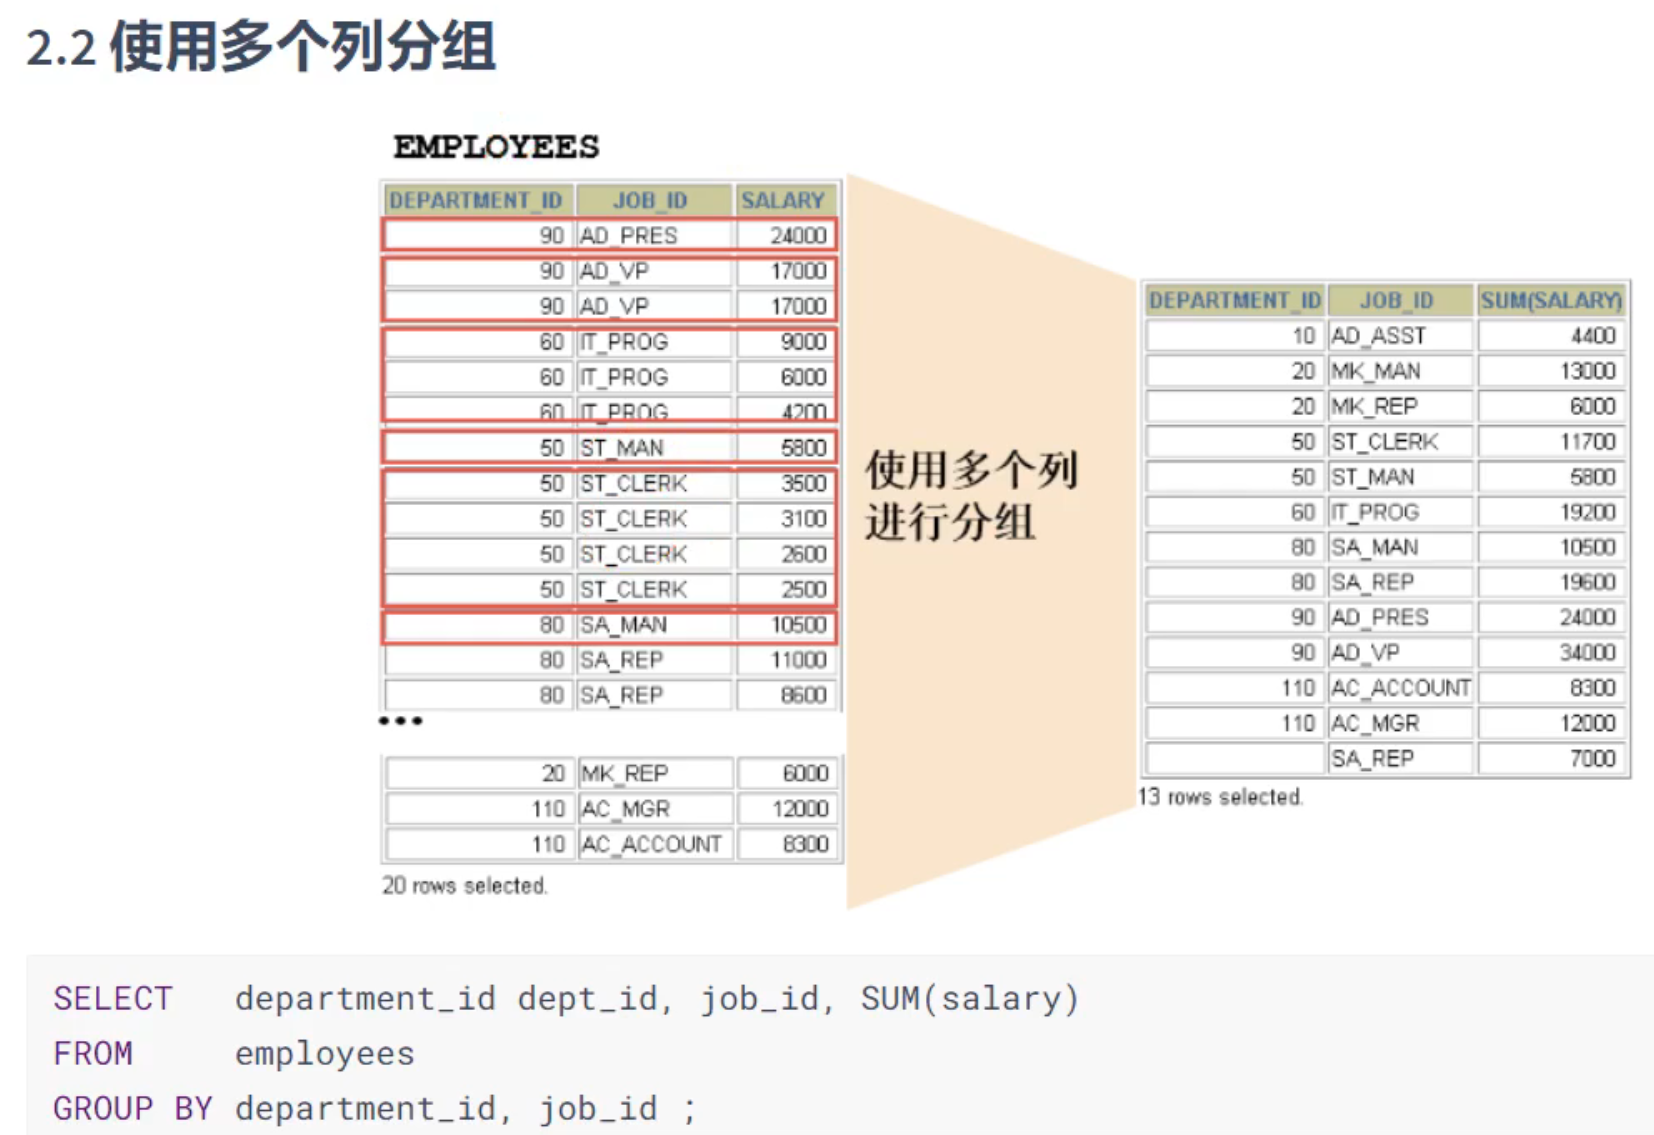 2.2 使用多个列分组
EMPLOYEES
DEPARTMENT_ID JOB_ID SALARY
90 AD_PRES 24000
90 AD_VP 17000
90 AD_VP 17000
60 IT_PROG 9000
60 IT_PROG 6000
60 IT_PROG 4200
50 ST_MAN 5800
50 ST_CLERK 3500
50 ST_CLERK 3100
50 ST_CLERK 2600
50 ST_CLERK 2500
80 SA_MAN 10500
80 SA_REP 11000
80 SA_REP 8600
•••
20 MK_REP 6000
110 AC_MGR 12000
110 AC_ACCOUNT 8300
20 rows selected.
使用多个列
进行分组
DEPARTMENT_ID JOB_ID SUM(SALARY)
10 AD_ASST 4400
20 MK_MAN 13000
20 MK_REP 6000
50 ST_CLERK 11700
50 ST_MAN 5800
60 IT_PROG 19200
80 SA_MAN 10500
80 SA_REP 19600
90 AD_PRES 24000
90 AD_VP 34000
110 AC_ACCOUNT 8300
110 AC_MGR 12000
SA_REP 7000
13 rows selected.
SELECT department_id dept_id, job_id, SUM(salary)
FROM employees
GROUP BY department_id, job_id ;